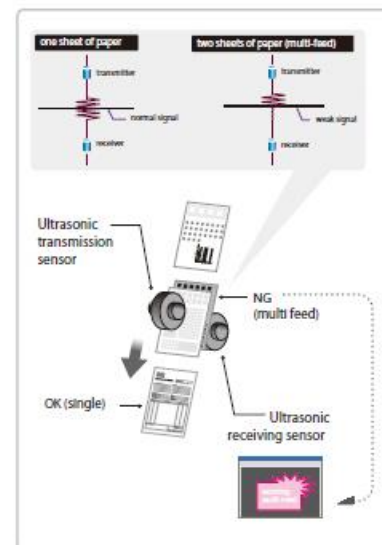 one sheet of paper
two sheets of paper (multi-feed)
transmitter
transmitter
normal signal
weak signal
receiver
receiver
Ultrasonic
transmission
sensor
NG
(multi feed)
OK (single)
Ultrasonic
receiving sensor